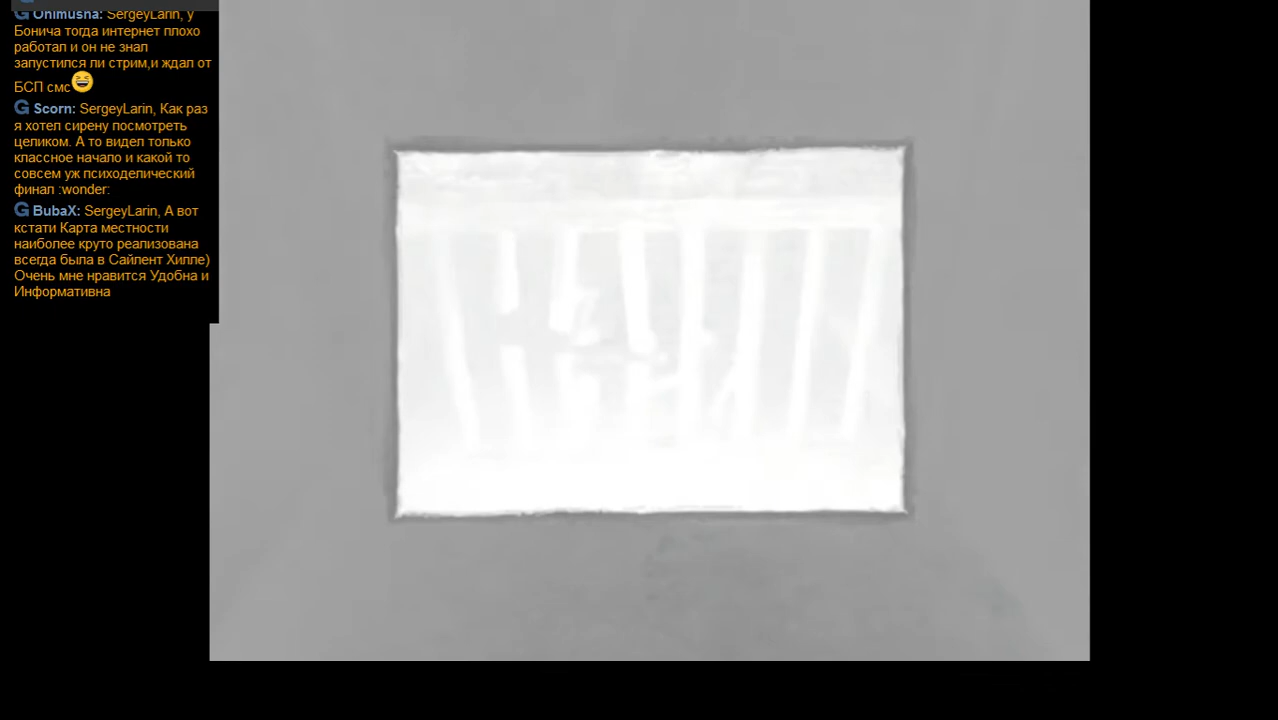 G Onimusha: SergeyLarin, у
Бонича тогда интернет плохо
работал и он не знал
запустился ли стрим,и ждал от
БСП смс
G Scorn: SergeyLarin, Как раз
я хотел сирену посмотреть
целиком. А то видел только
классное начало и какой то
совсем уж психоделический
финал :wonder:
G BubaX: SergeyLarin, А вот
кстати Карта местности
наиболее круто реализована
всегда была в Сайлент Хилле)
Очень мне нравится Удобна и
Информативна